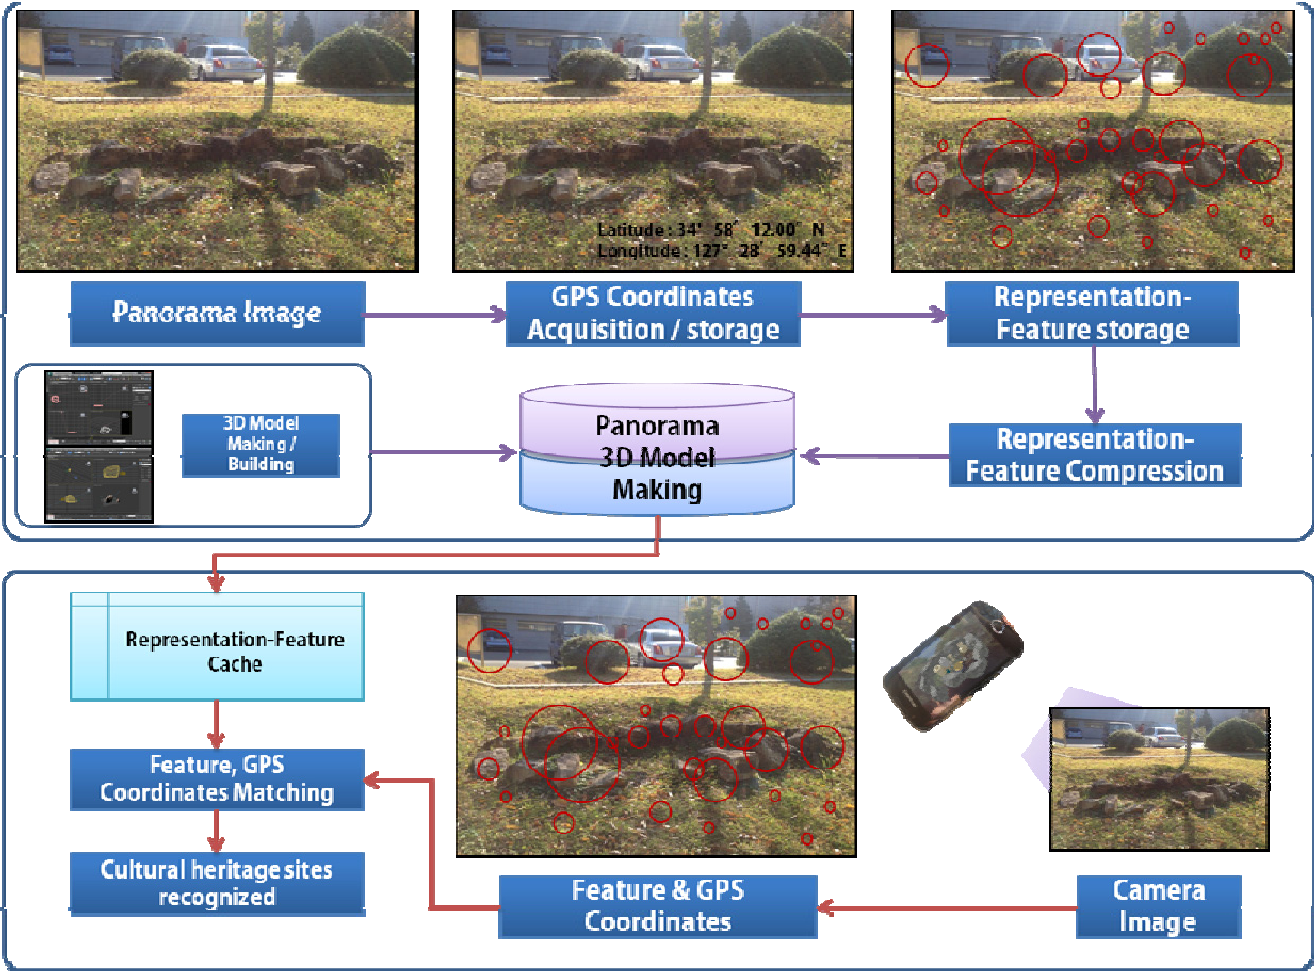 Latitude : 34° 58′ 12.00″ N
Longitude : 127° 28′ 59.44″ E
Panorama Image
GPS Coordinates
Acquisition / storage
Representation-
Feature storage
3D Model
Making /
Building
Panorama
3D Model
Making
Representation-
Feature Compression
Representation-Feature
Cache
Feature, GPS
Coordinates Matching
Cultural heritage sites
recognized
Feature & GPS
Coordinates
Camera
Image